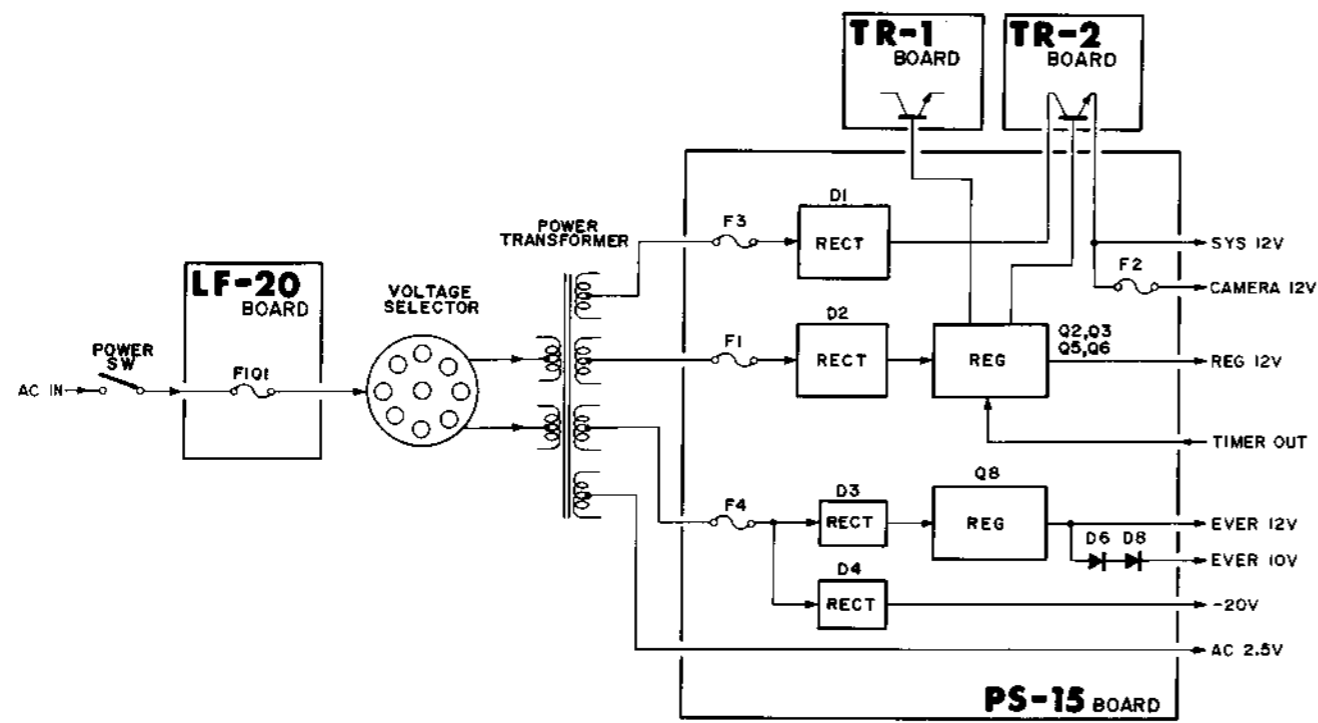 TR-1
BOARD
TR-2
BOARD
D1
F3
RECT
POWER
TRANSFORMER
SYS 12V
F2
CAMERA 12V
LF-20
BOARD
VOLTAGE
SELECTOR
D2
F1
RECT
REG
Q2,Q3
Q5,Q6
REG 12V
POWER
SW
F101
AC IN
TIMER OUT
Q8
D3
F4
RECT
REG
EVER 12V
D6 D8
EVER 10V
D4
RECT
-20V
AC 2.5V
PS-15 BOARD